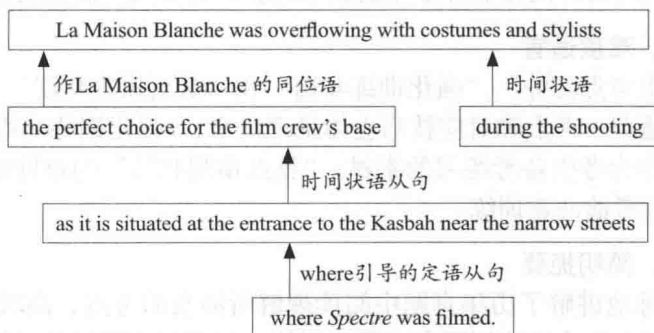 La Maison Blanche was overflowing with costumes and stylists
作La Maison Blanche 的同位语
时间状语
the perfect choice for the film crew's base
during the shooting
时间状语从句
as it is situated at the entrance to the Kasbah near the narrow streets
where引导的定语从句
where Spectre was filmed